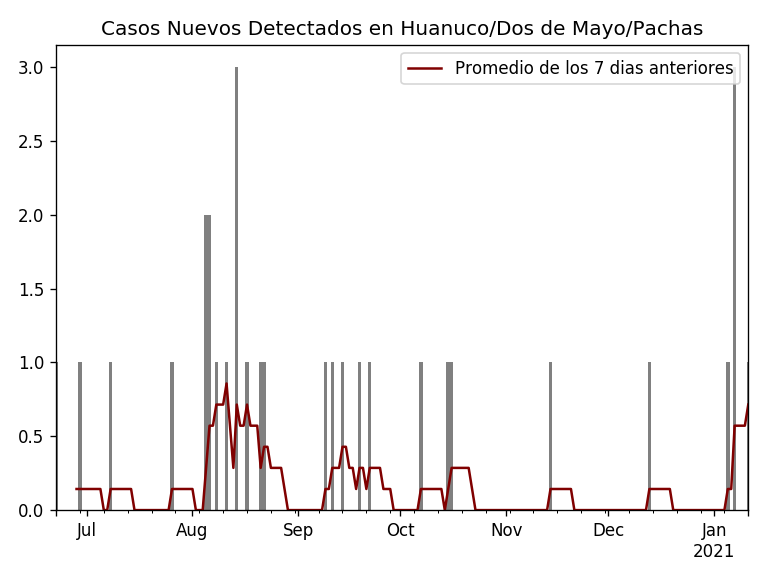 Casos Nuevos Detectados en Huanuco/Dos de Mayo/Pachas
Promedio de los 7 dias anteriores
3.0
2.5
2.0
1.5
1.0
0.5
0.0
Jul Aug Sep Oct Nov Dec Jan
2021